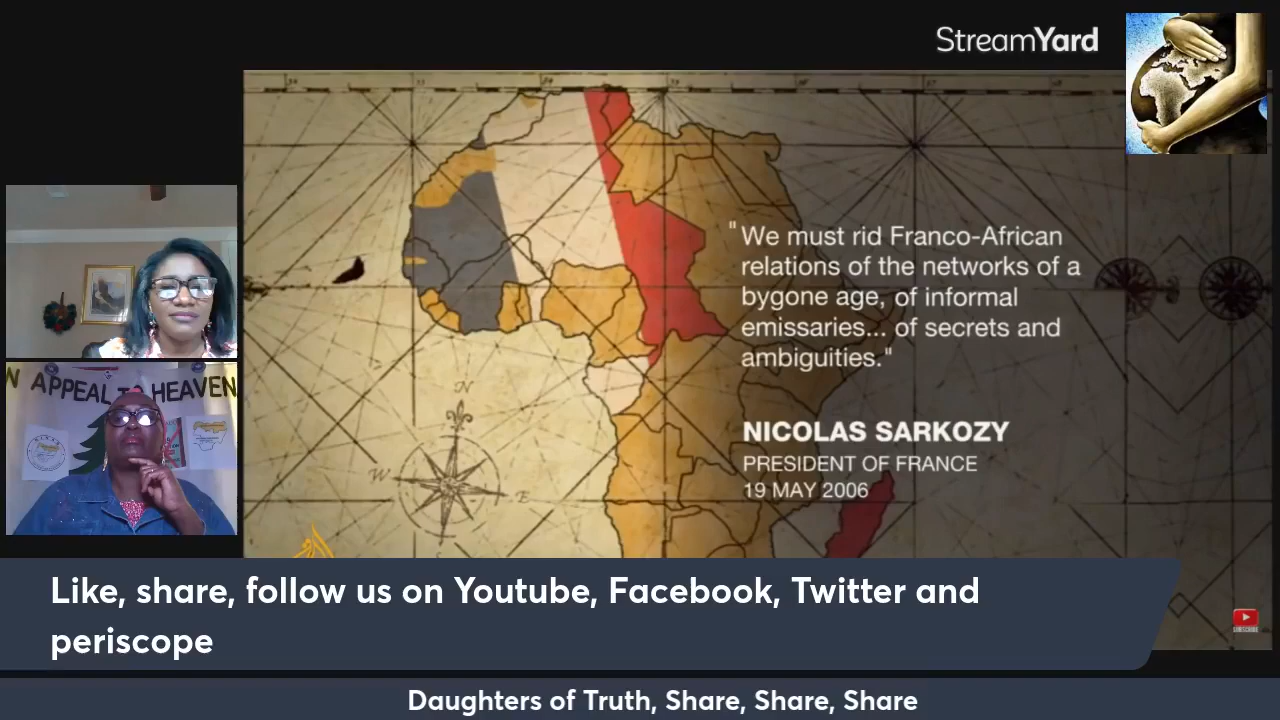 StreamYard
"We must rid Franco-African
relations of the networks of a
bygone age, of informal
emissaries... of secrets and
ambiguities."
NICOLAS SARKOZY
PRESIDENT OF FRANCE
19 MAY 2006
N
W
E
N APPEAL TO HEAVEN
Like, share, follow us on Youtube, Facebook, Twitter and
periscope
Daughters of Truth, Share, Share, Share